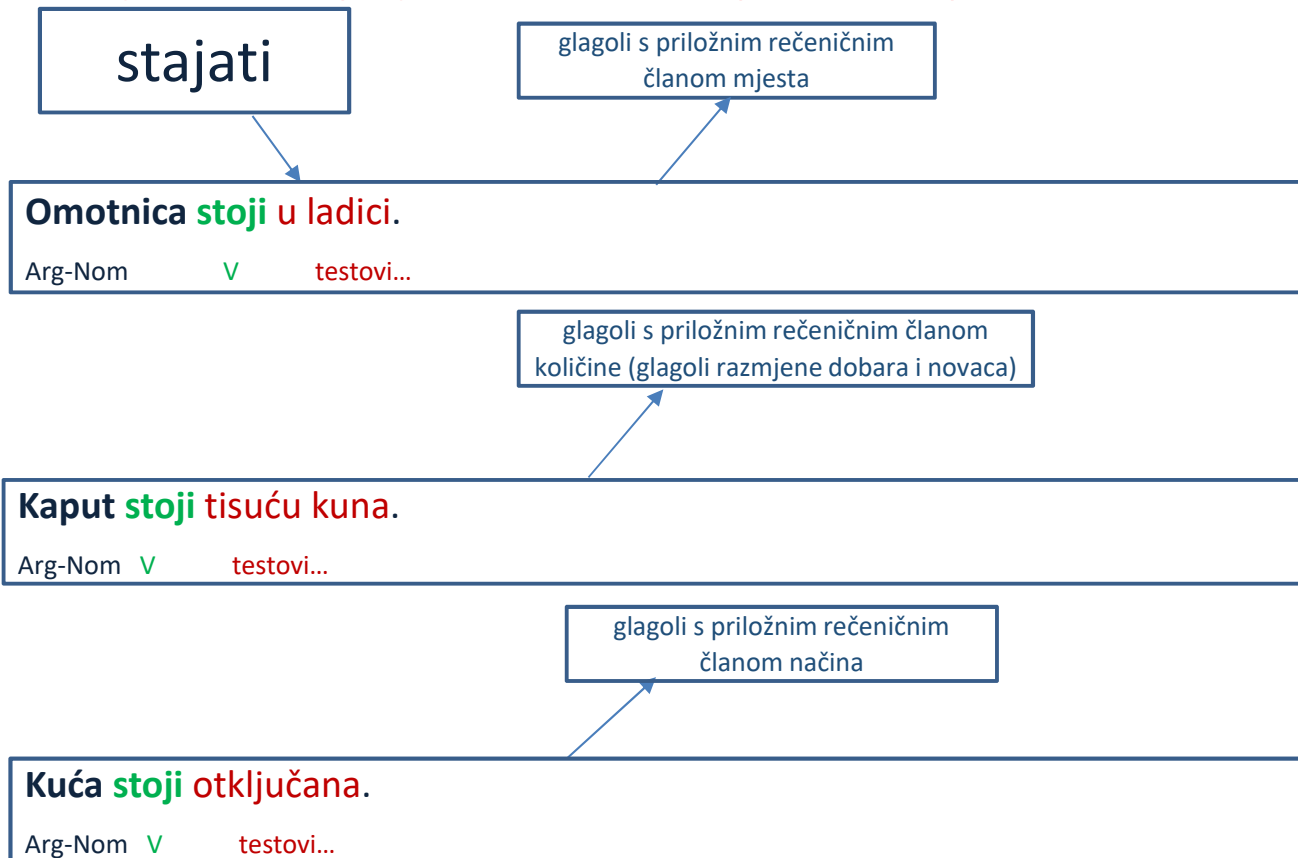 stajati
glagoli s priložnim rečeničnim
članom mjesta
Omotnica stoji u ladici.
Arg-Nom V testovi…
glagoli s priložnim rečeničnim članom
količine (glagoli razmjene dobara i novaca)
Kaput stoji tisuću kuna.
Arg-Nom V testovi…
glagoli s priložnim rečeničnim
članom načina
Kuća stoji otključana.
Arg-Nom V testovi…